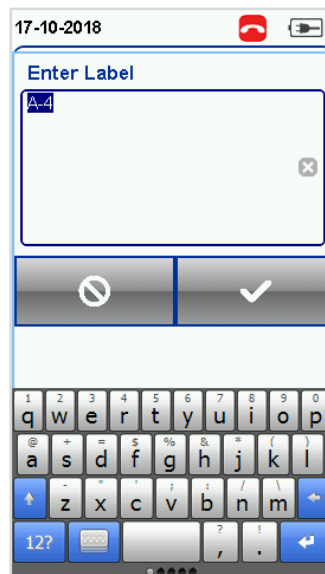 17-10-2018
Enter Label
A-4
1 2 3 4 5 6 7 8 9 0
q w e r t y u i o p
@ + = $ % & * ( )
a s d f g h j k l
- " ' ; : / \
z x c v b n m
? !
12? , .